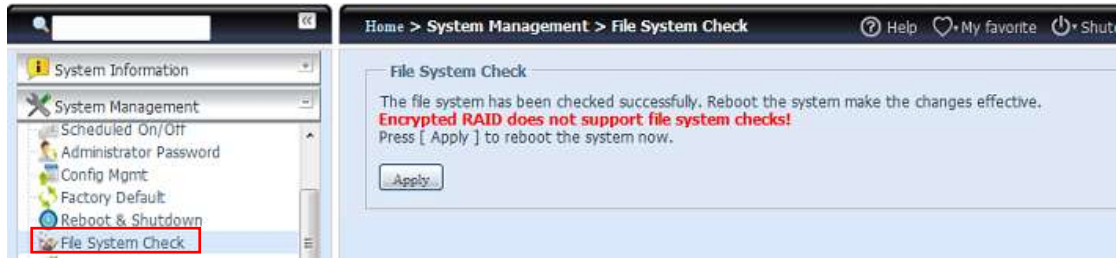 Home > System Management > File System Check
Help
My favorite
System Information
System Management
Scheduled On/Off
Administrator Password
Config Mgmt
Factory Default
Reboot & Shutdown
File System Check
File System Check
The file system has been checked successfully. Reboot the system make the changes effective.
Encrypted RAID does not support file system checks!
Press [ Apply ] to reboot the system now.
Apply